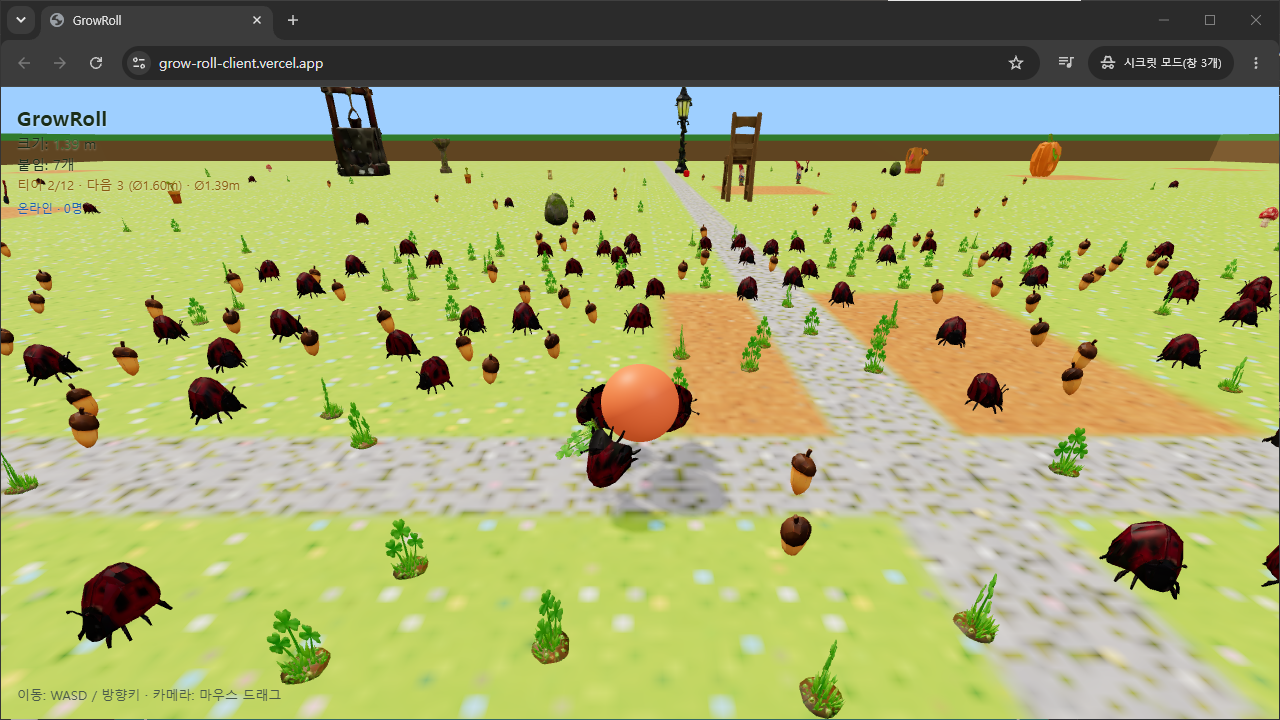 GrowRoll
grow-roll-client.vercel.app
시크릿 모드(창 3개)
GrowRoll
크기: 1.39 m
붙임: 7개
티어 2/12 · 다음 3 (Ø1.60m) · Ø1.39m
온라인 · 0명
이동: WASD / 방향키 · 카메라: 마우스 드래그